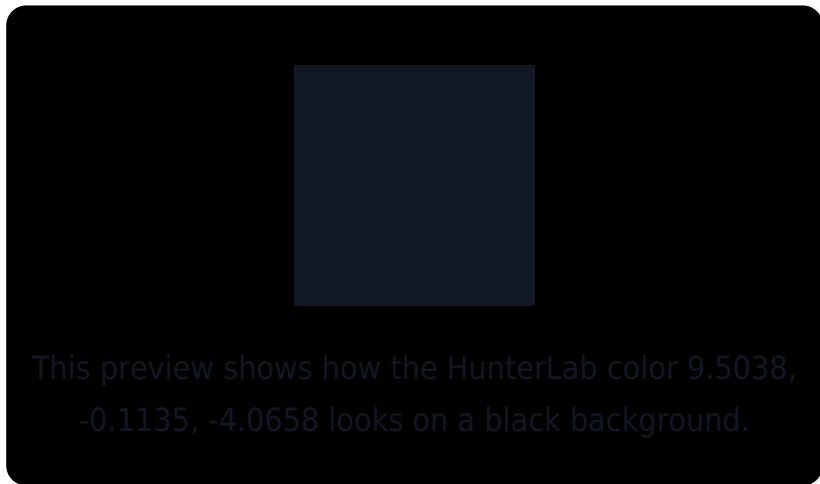 This preview shows how the HunterLab color 9.5038,
-0.1135, -4.0658 looks on a black background.